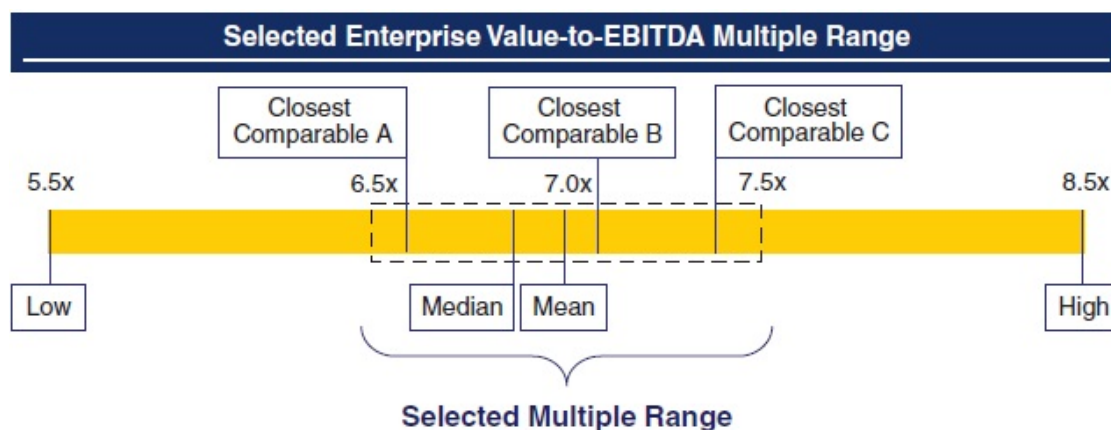 Selected Enterprise Value-to-EBITDA Multiple Range
Closest
Comparable A
Closest
Comparable B
Closest
Comparable C
5.5x
6.5x
7.0x
7.5x
8.5x
Low
Median
Mean
High
Selected Multiple Range